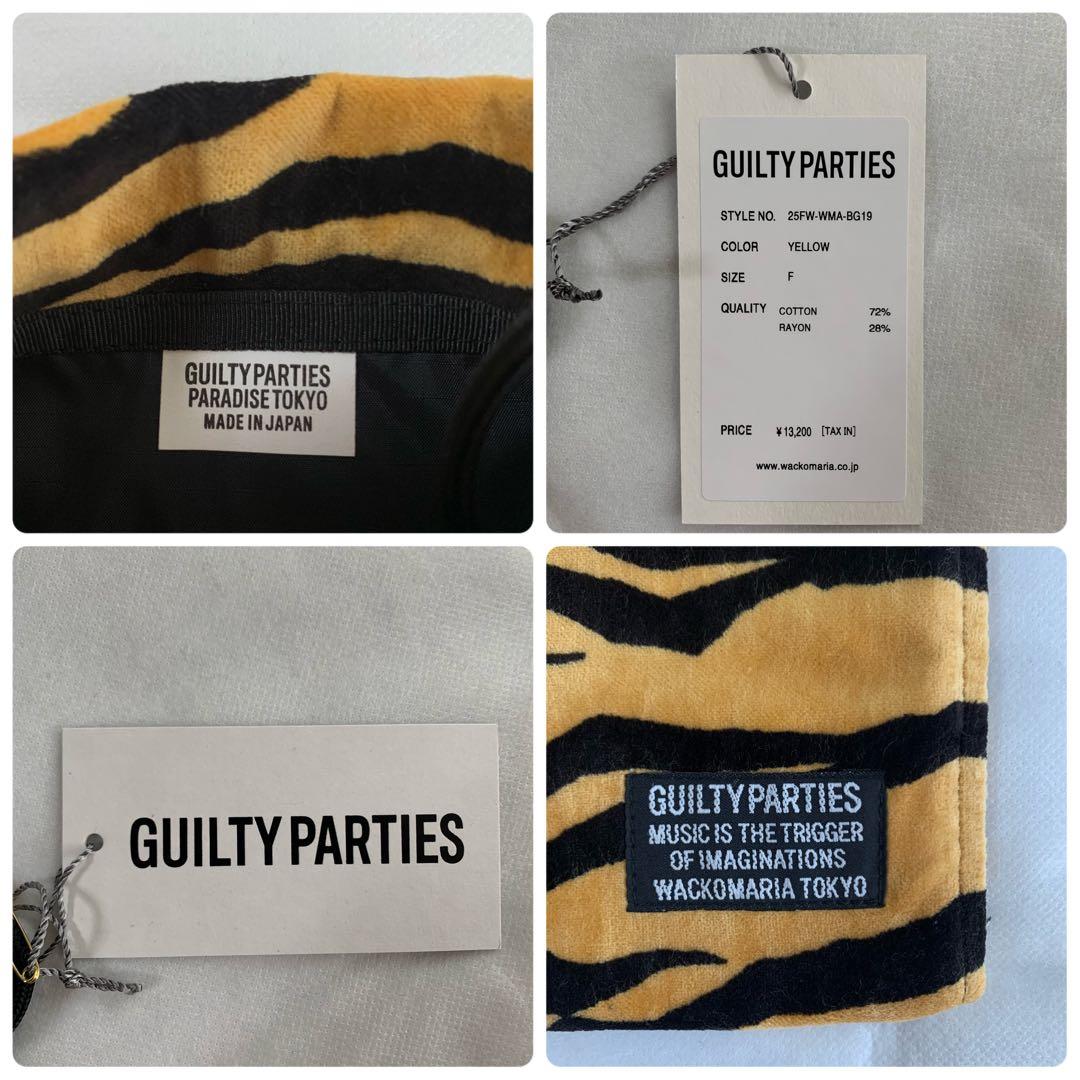 GUILTY PARTIES
PARADISE TOKYO
MADE IN JAPAN
GUILTY PARTIES
STYLE NO. 25FW-WMA-BG19
COLOR YELLOW
SIZE F
QUALITY COTTON 72%
RAYON 28%
PRICE ¥13,200 [TAX IN]
www.wackomaria.co.jp
GUILTY PARTIES
GUILTY PARTIES
MUSIC IS THE TRIGGER
OF IMAGINATIONS
WACKOMARIA TOKYO